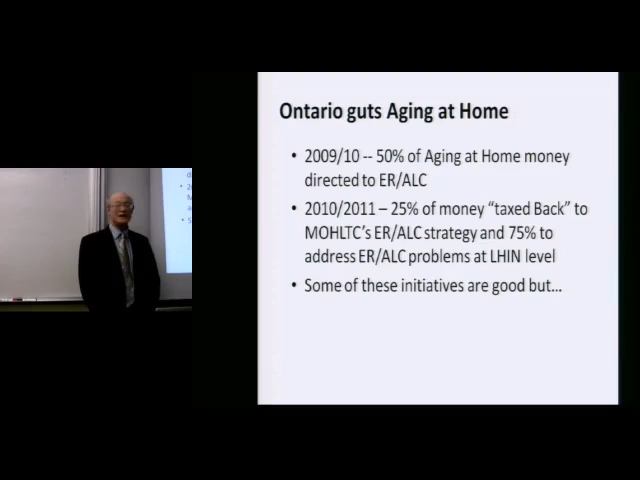 Ontario guts Aging at Home
• 2009/10 -- 50% of Aging at Home money
directed to ER/ALC
• 2010/2011 – 25% of money “taxed Back” to
MOHLTC’s ER/ALC strategy and 75% to
address ER/ALC problems at LHIN level
• Some of these initiatives are good but...